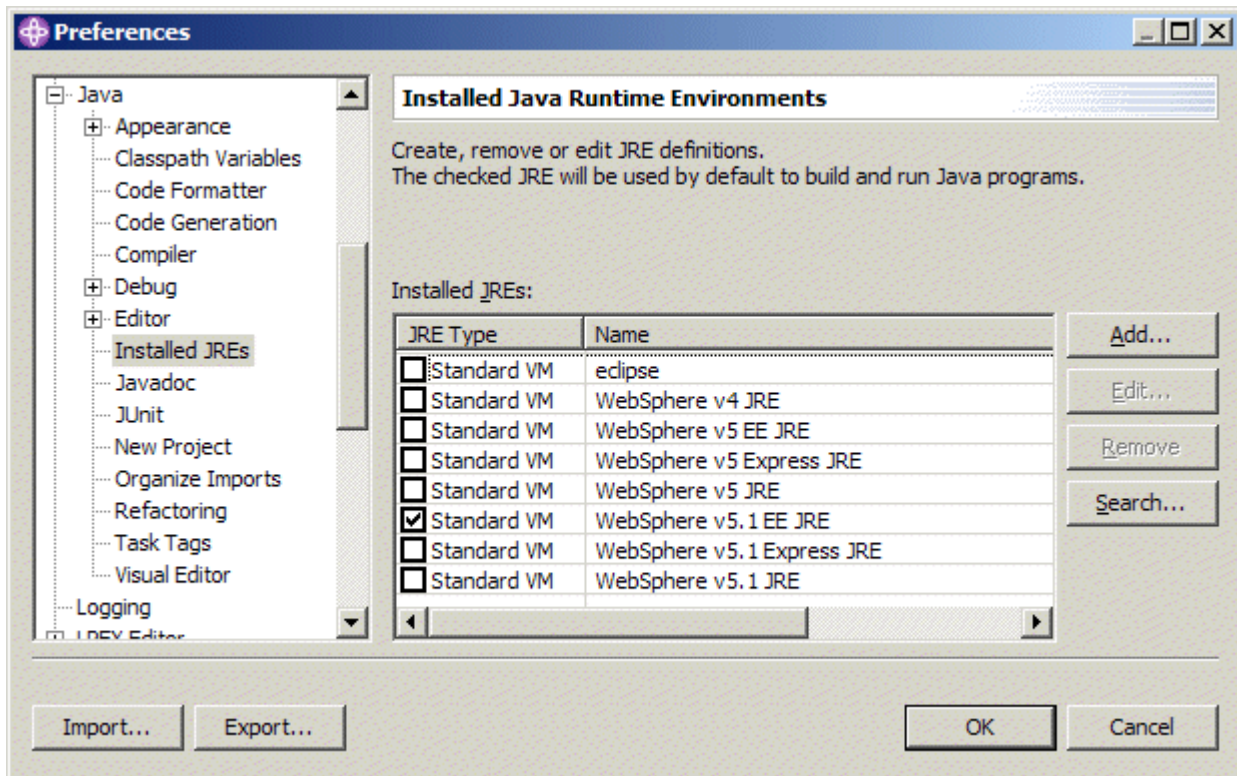 Preferences
Java
Appearance
Classpath Variables
Code Formatter
Code Generation
Compiler
Debug
Editor
Installed JREs
Javadoc
JUnit
New Project
Organize Imports
Refactoring
Task Tags
Visual Editor
Logging
LPEX Editor
Installed Java Runtime Environments
Create, remove or edit JRE definitions.
The checked JRE will be used by default to build and run Java programs.
Installed JREs:
JRE Type Name
Standard VM eclipse
Standard VM WebSphere v4 JRE
Standard VM WebSphere v5 EE JRE
Standard VM WebSphere v5 Express JRE
Standard VM WebSphere v5 JRE
Standard VM WebSphere v5.1 EE JRE
Standard VM WebSphere v5.1 Express JRE
Standard VM WebSphere v5.1 JRE
Add...
Edit...
Remove
Search...
Import... Export... OK Cancel